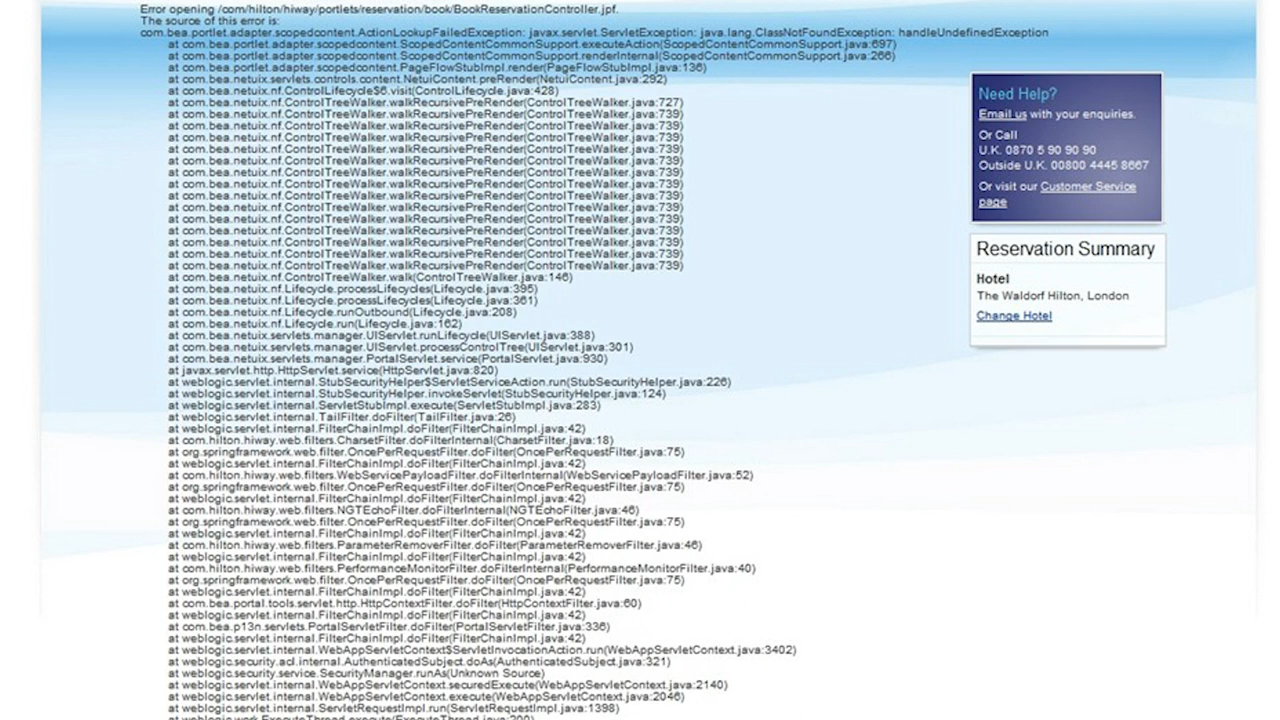 Error opening /com/hilton/hiway/portlets/reservation/book/BookReservationController.jpf.
The source of this error is:
com.bea.portlet.adapter.scopedcontent.ActionLookupFailedException: javax.servlet.ServletException: java.lang.ClassNotFoundException: handleUndefinedException
at com.bea.portlet.adapter.scopedcontent.ScopedContentCommonSupport.executeAction(ScopedContentCommonSupport.java:697)
at com.bea.portlet.adapter.scopedcontent.ScopedContentCommonSupport.renderInternal(ScopedContentCommonSupport.java:266)
at com.bea.portlet.adapter.scopedcontent.PageFlowStubImpl.render(PageFlowStubImpl.java:136)
at com.bea.netuix.servlets.controls.content.NetuiContent.preRender(NetuiContent.java:292)
at com.bea.netuix.nf.ControlLifecycle$6.visit(ControlLifecycle.java:428)
at com.bea.netuix.nf.ControlTreeWalker.walkRecursivePreRender(ControlTreeWalker.java:727)
at com.bea.netuix.nf.ControlTreeWalker.walkRecursivePreRender(ControlTreeWalker.java:739)
at com.bea.netuix.nf.ControlTreeWalker.walkRecursivePreRender(ControlTreeWalker.java:739)
at com.bea.netuix.nf.ControlTreeWalker.walkRecursivePreRender(ControlTreeWalker.java:739)
at com.bea.netuix.nf.ControlTreeWalker.walkRecursivePreRender(ControlTreeWalker.java:739)
at com.bea.netuix.nf.ControlTreeWalker.walkRecursivePreRender(ControlTreeWalker.java:739)
at com.bea.netuix.nf.ControlTreeWalker.walkRecursivePreRender(ControlTreeWalker.java:739)
at com.bea.netuix.nf.ControlTreeWalker.walkRecursivePreRender(ControlTreeWalker.java:739)
at com.bea.netuix.nf.ControlTreeWalker.walkRecursivePreRender(ControlTreeWalker.java:739)
at com.bea.netuix.nf.ControlTreeWalker.walkRecursivePreRender(ControlTreeWalker.java:739)
at com.bea.netuix.nf.ControlTreeWalker.walkRecursivePreRender(ControlTreeWalker.java:739)
at com.bea.netuix.nf.ControlTreeWalker.walkRecursivePreRender(ControlTreeWalker.java:739)
at com.bea.netuix.nf.ControlTreeWalker.walkRecursivePreRender(ControlTreeWalker.java:739)
at com.bea.netuix.nf.ControlTreeWalker.walkRecursivePreRender(ControlTreeWalker.java:739)
at com.bea.netuix.nf.ControlTreeWalker.walkRecursivePreRender(ControlTreeWalker.java:739)
at com.bea.netuix.nf.ControlTreeWalker.walk(ControlTreeWalker.java:146)
at com.bea.netuix.nf.Lifecycle.processLifecycles(Lifecycle.java:395)
at com.bea.netuix.nf.Lifecycle.processLifecycles(Lifecycle.java:361)
at com.bea.netuix.nf.Lifecycle.runOutbound(Lifecycle.java:208)
at com.bea.netuix.nf.Lifecycle.run(Lifecycle.java:162)
at com.bea.netuix.servlets.manager.UIServlet.runLifecycle(UIServlet.java:388)
at com.bea.netuix.servlets.manager.UIServlet.processControlTree(UIServlet.java:301)
at com.bea.netuix.servlets.manager.PortalServlet.service(PortalServlet.java:930)
at javax.servlet.http.HttpServlet.service(HttpServlet.java:820)
at weblogic.servlet.internal.StubSecurityHelper$ServletServiceAction.run(StubSecurityHelper.java:226)
at weblogic.servlet.internal.StubSecurityHelper.invokeServlet(StubSecurityHelper.java:124)
at weblogic.servlet.internal.ServletStubImpl.execute(ServletStubImpl.java:283)
at weblogic.servlet.internal.TailFilter.doFilter(TailFilter.java:26)
at weblogic.servlet.internal.FilterChainImpl.doFilter(FilterChainImpl.java:42)
at com.hilton.hiway.web.filters.CharsetFilter.doFilterInternal(CharsetFilter.java:18)
at org.springframework.web.filter.OncePerRequestFilter.doFilter(OncePerRequestFilter.java:75)
at weblogic.servlet.internal.FilterChainImpl.doFilter(FilterChainImpl.java:42)
at com.hilton.hiway.web.filters.WebServicePayloadFilter.doFilterInternal(WebServicePayloadFilter.java:52)
at org.springframework.web.filter.OncePerRequestFilter.doFilter(OncePerRequestFilter.java:75)
at weblogic.servlet.internal.FilterChainImpl.doFilter(FilterChainImpl.java:42)
at com.hilton.hiway.web.filters.NGTEchoFilter.doFilterInternal(NGTEchoFilter.java:46)
at org.springframework.web.filter.OncePerRequestFilter.doFilter(OncePerRequestFilter.java:75)
at weblogic.servlet.internal.FilterChainImpl.doFilter(FilterChainImpl.java:42)
at com.hilton.hiway.web.filters.ParameterRemoverFilter.doFilter(ParameterRemoverFilter.java:46)
at weblogic.servlet.internal.FilterChainImpl.doFilter(FilterChainImpl.java:42)
at com.hilton.hiway.web.filters.PerformanceMonitorFilter.doFilterInternal(PerformanceMonitorFilter.java:40)
at org.springframework.web.filter.OncePerRequestFilter.doFilter(OncePerRequestFilter.java:75)
at weblogic.servlet.internal.FilterChainImpl.doFilter(FilterChainImpl.java:42)
at com.bea.portal.tools.servlet.http.HttpContextFilter.doFilter(HttpContextFilter.java:60)
at weblogic.servlet.internal.FilterChainImpl.doFilter(FilterChainImpl.java:42)
at com.bea.p13n.servlets.PortalServletFilter.doFilter(PortalServletFilter.java:336)
at weblogic.servlet.internal.FilterChainImpl.doFilter(FilterChainImpl.java:42)
at weblogic.servlet.internal.WebAppServletContext$ServletInvocationAction.run(WebAppServletContext.java:3402)
at weblogic.security.acl.internal.AuthenticatedSubject.doAs(AuthenticatedSubject.java:321)
at weblogic.security.service.SecurityManager.runAs(Unknown Source)
at weblogic.servlet.internal.WebAppServletContext.securedExecute(WebAppServletContext.java:2140)
at weblogic.servlet.internal.WebAppServletContext.execute(WebAppServletContext.java:2046)
at weblogic.servlet.internal.ServletRequestImpl.run(ServletRequestImpl.java:1398)
at weblogic.work.ExecuteThread.execute(ExecuteThread.java:200)
Need Help?
Email us with your enquiries.
Or Call
U.K. 0870 5 90 90 90
Outside U.K. 00800 4445 8667
Or visit our Customer Service
page
Reservation Summary
Hotel
The Waldorf Hilton, London
Change Hotel